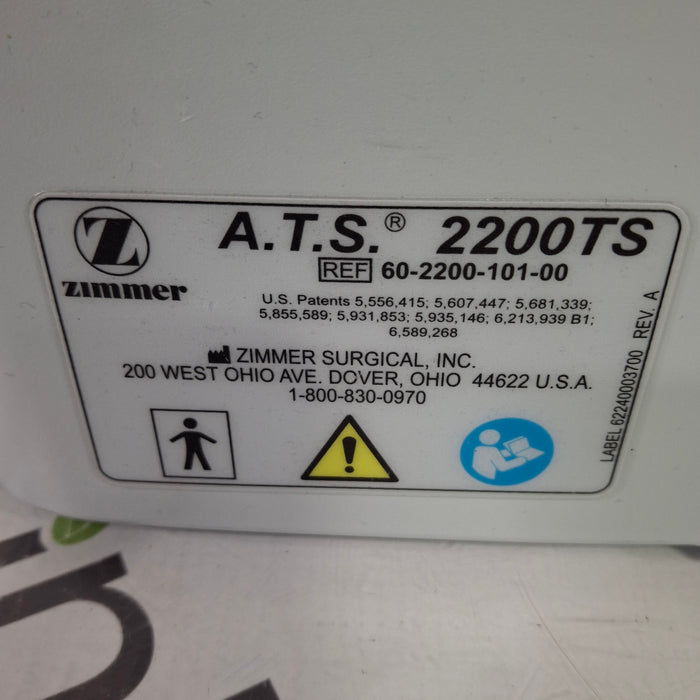 Z
zimmer
A.T.S.® 2200TS
REF 60-2200-101-00
U.S. Patents 5,556,415; 5,607,447; 5,681,339;
5,855,589; 5,931,853; 5,935,146; 6,213,939 B1;
6,589,268
ZIMMER SURGICAL, INC.
200 WEST OHIO AVE. DOVER, OHIO 44622 U.S.A.
1-800-830-0970
LABEL 62240003700 REV. A